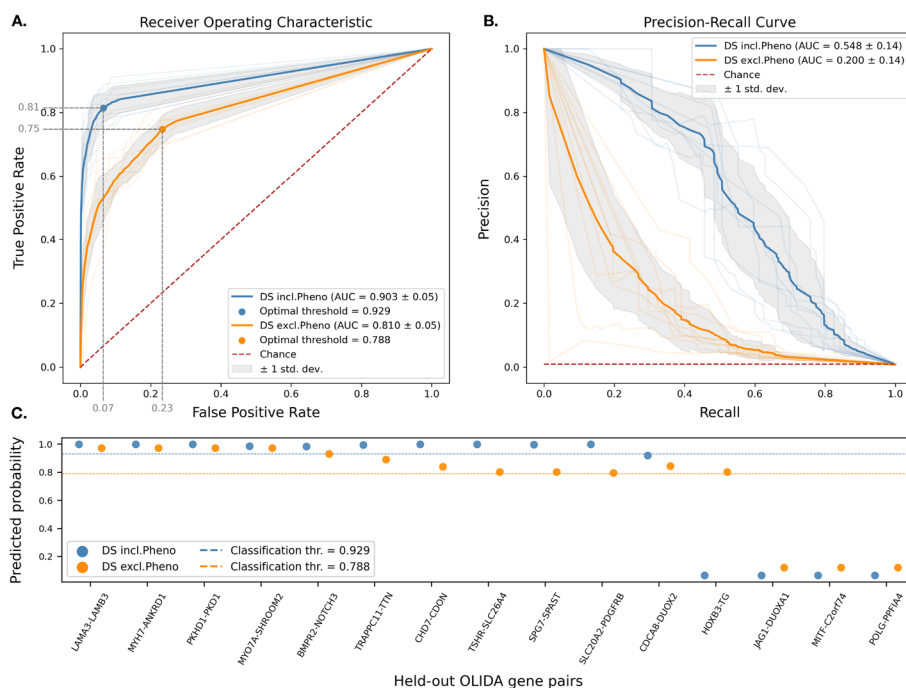 A.
Receiver Operating Characteristic
1.0
0.8
0.6
0.4
0.2
0.0
0.81
0.75
True Positive Rate
DS incl.Pheno (AUC = 0.903 ± 0.05)
Optimal threshold = 0.929
DS excl.Pheno (AUC = 0.810 ± 0.05)
Optimal threshold = 0.788
Chance
± 1 std. dev.
0.0 0.2 0.4 0.6 0.8 1.0
0.07 0.23
False Positive Rate
B.
Precision-Recall Curve
1.0
0.8
0.6
0.4
0.2
0.0
Precision
DS incl.Pheno (AUC = 0.548 ± 0.14)
DS excl.Pheno (AUC = 0.200 ± 0.14)
Chance
± 1 std. dev.
0.0 0.2 0.4 0.6 0.8 1.0
Recall
C.
Predicted probability
1.0
0.8
0.6
0.4
0.2
DS incl.Pheno
DS excl.Pheno
Classification thr. = 0.929
Classification thr. = 0.788
LAMA3-LAMB3
MYH7-ANKRD1
PKHD1-PKD1
MYO7A-SHROOM2
BMPR2-NOTCH3
TRAPPC11-TTN
CHD7-CDON
TSHR-SLC26A4
SPG7-SPAST
SLC20A2-PDGFRB
CDCA8-DUOX2
HOXB3-TG
JAG1-DUOXA1
MITF-C2orf74
POLG-PPFIA4
Held-out OLIDA gene pairs